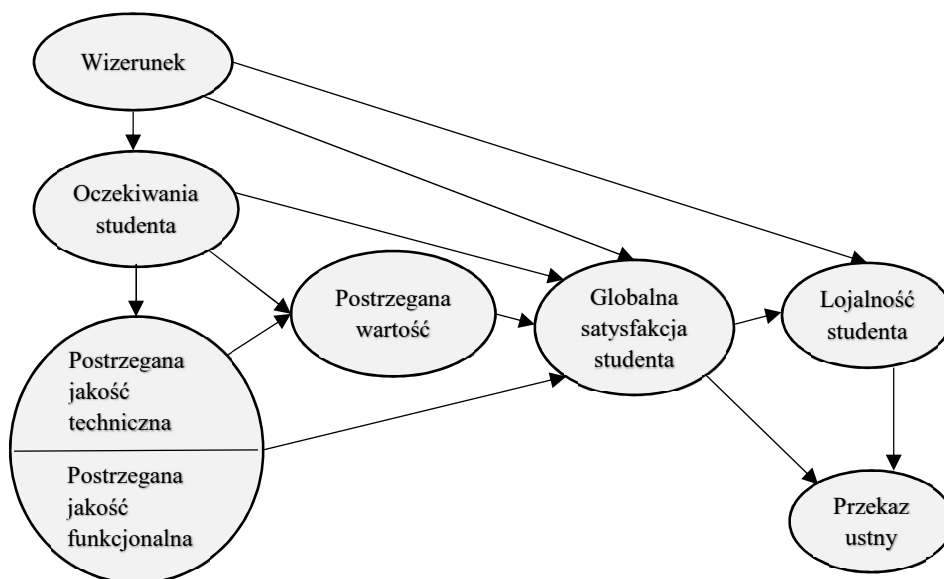 Wizerunek
Oczekiwania
studenta
Postrzegana
wartość
Globalna
satysfakcja
studenta
Lojalność
studenta
Postrzegana
jakość
techniczna
Postrzegana
jakość
funkcjonalna
Przekaz
ustny